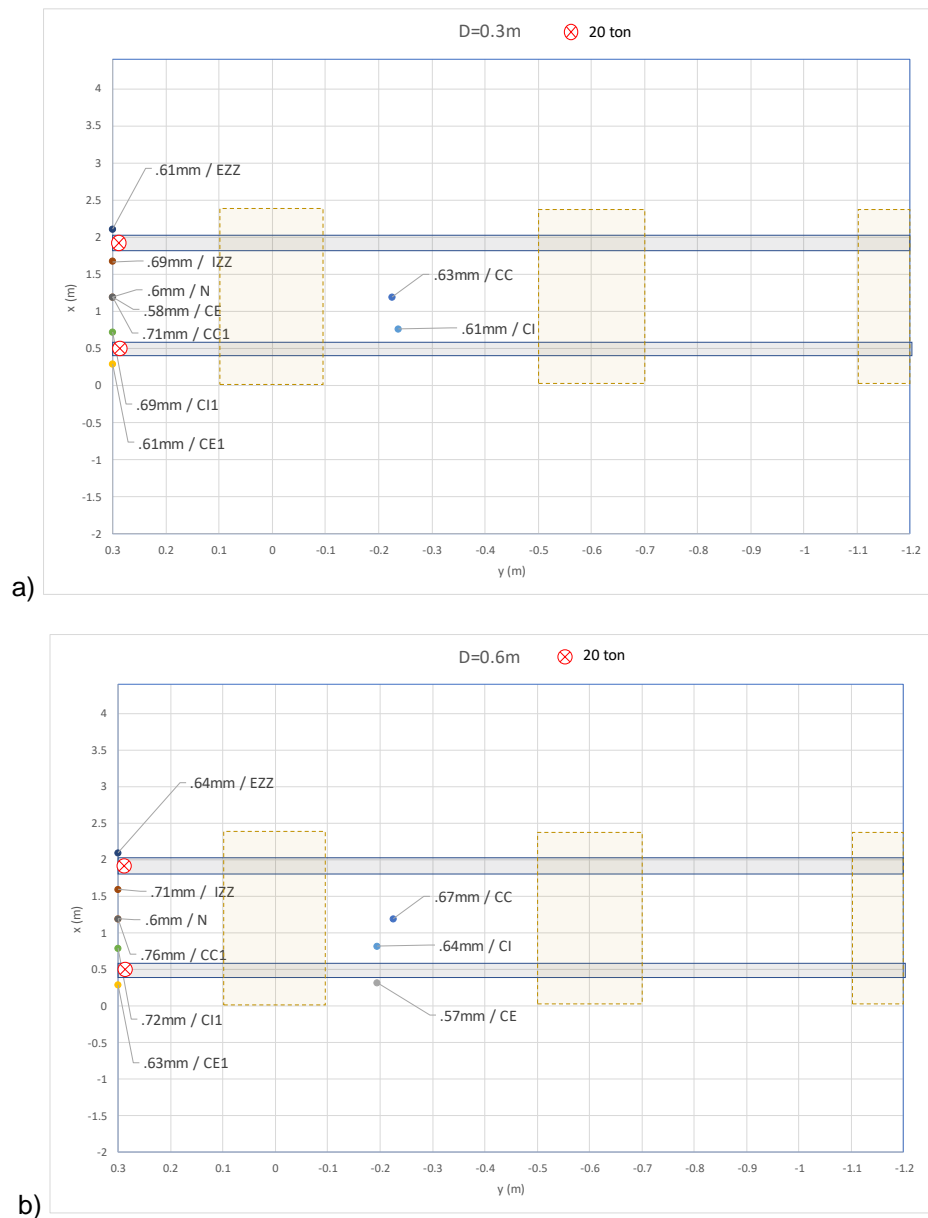 D=0.3m
20 ton
x (m)
4
3.5
3
2.5
2
1.5
1
0.5
0
-0.5
-1
-1.5
-2
.61mm / EZZ
.69mm / IZZ
.6mm / N
.58mm / CE
.71mm / CC1
.69mm / CI1
.61mm / CE1
.63mm / CC
.61mm / CI
0.3 0.2 0.1 0 -0.1 -0.2 -0.3 -0.4 -0.5 -0.6 -0.7 -0.8 -0.9 -1 -1.1 -1.2
y (m)
a)
D=0.6m
20 ton
x (m)
4
3.5
3
2.5
2
1.5
1
0.5
0
-0.5
-1
-1.5
-2
.64mm / EZZ
.71mm / IZZ
.6mm / N
.76mm / CC1
.72mm / CI1
.63mm / CE1
.67mm / CC
.64mm / CI
.57mm / CE
0.3 0.2 0.1 0 -0.1 -0.2 -0.3 -0.4 -0.5 -0.6 -0.7 -0.8 -0.9 -1 -1.1 -1.2
y (m)
b)